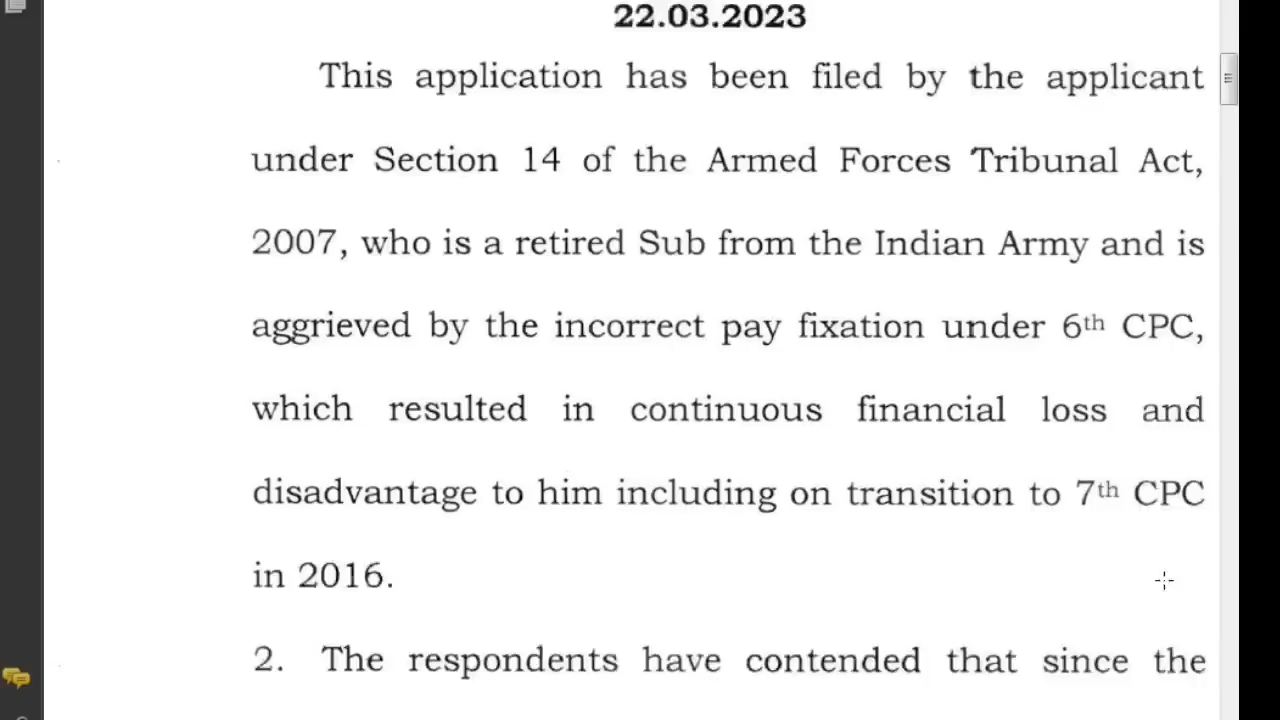 22.03.2023
This application has been filed by the applicant
under Section 14 of the Armed Forces Tribunal Act,
2007, who is a retired Sub from the Indian Army and is
aggrieved by the incorrect pay fixation under 6th CPC,
which resulted in continuous financial loss and
disadvantage to him including on transition to 7th CPC
in 2016.
2. The respondents have contended that since the